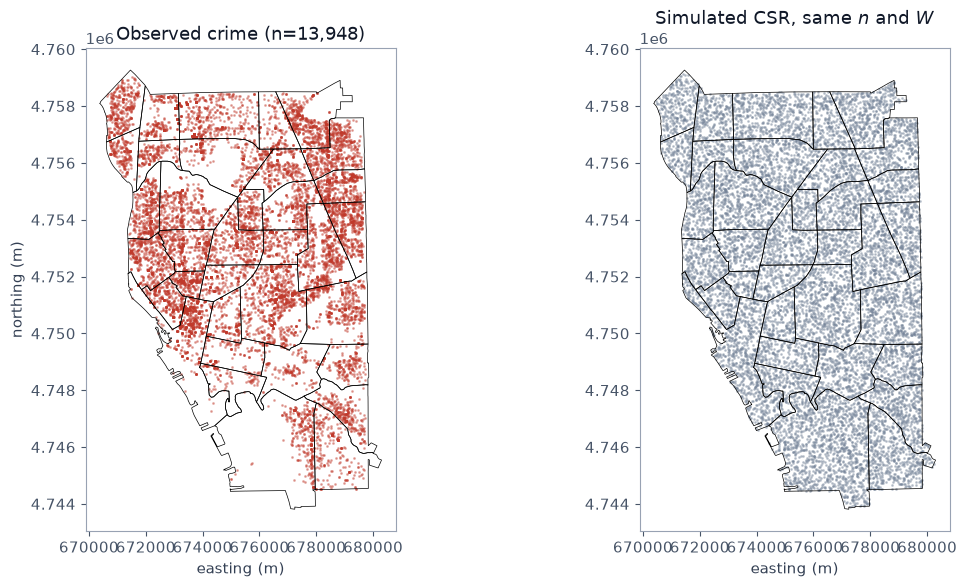 Observed crime (n=13,948)
1e6
4.760
4.758
4.756
4.754
4.752
4.750
4.748
4.746
4.744
northing (m)
670000 672000 674000 676000 678000 680000
easting (m)
Simulated CSR, same n and W
1e6
4.760
4.758
4.756
4.754
4.752
4.750
4.748
4.746
4.744
670000 672000 674000 676000 678000 680000
easting (m)